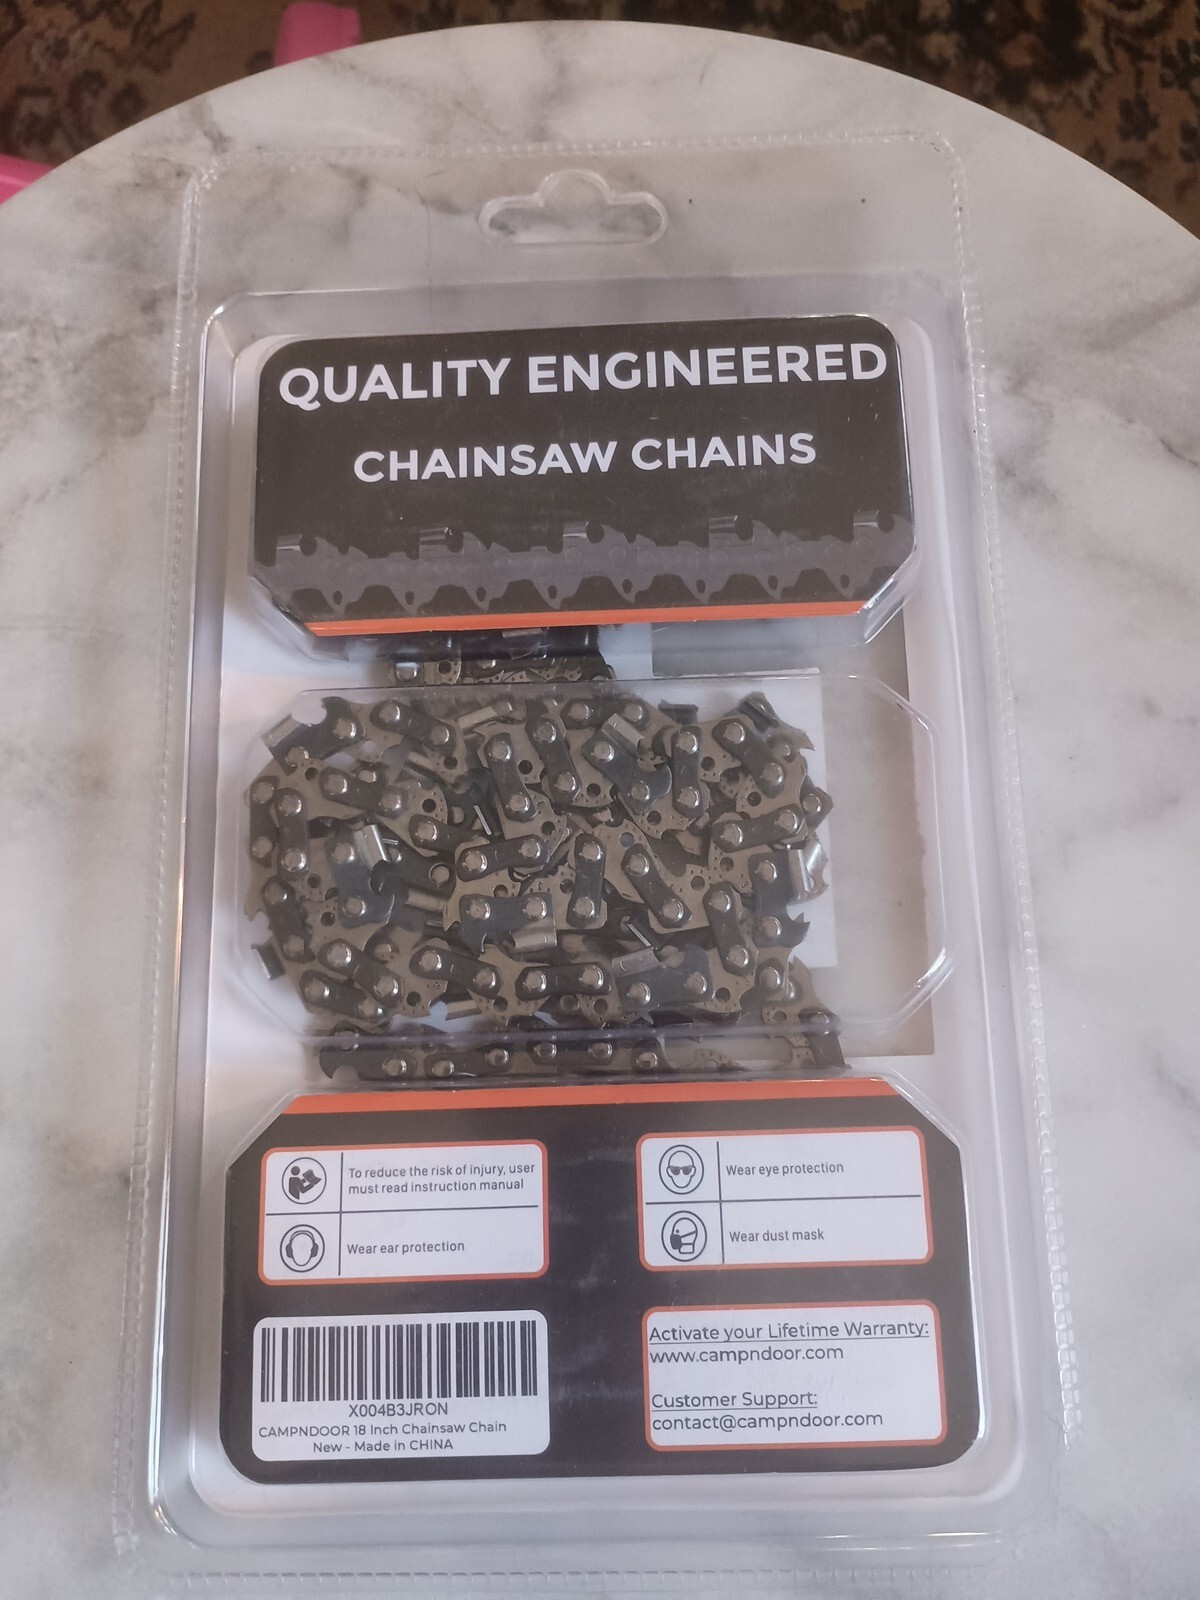 QUALITY ENGINEERED
CHAINSAW CHAINS
To reduce the risk of injury, user
must read instruction manual
Wear ear protection
Wear eye protection
Wear dust mask
X004B3JRON
CAMPNDOOR 18 Inch Chainsaw Chain
New - Made in CHINA
Activate your Lifetime Warranty:
www.campndoor.com
Customer Support:
contact@campndoor.com